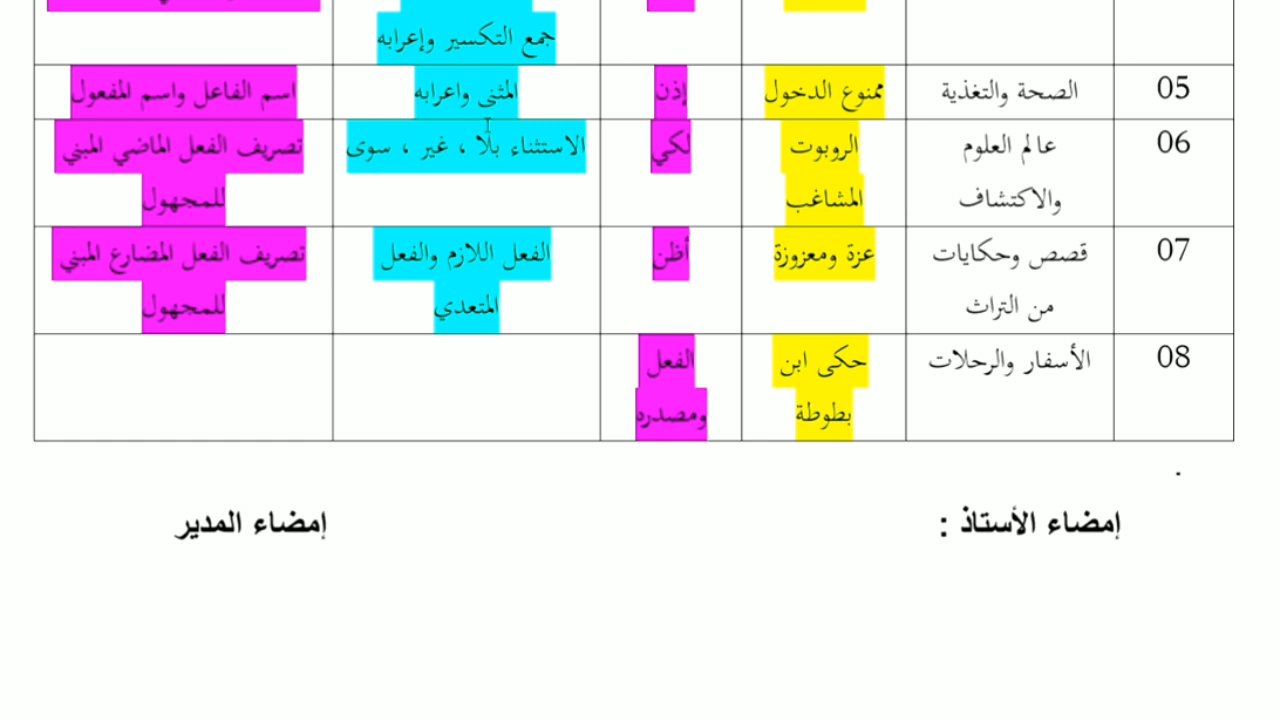 جمع التكسير وإعرابه
05 الصحة والتغذية ممنوع الدخول إذن المثنى واعرابه اسم الفاعل واسم المفعول
06 عالم العلوم الروبوت لكي الاستثناء بلّا ، غير ، سوى تصريف الفعل الماضي المبني
والاكتشاف المشاغب للمجهول
07 قصص وحكايات عزة ومعزوزة أظن الفعل اللازم والفعل تصريف الفعل المضارع المبني
من التراث المتعدي للمجهول
08 الأسفار والرحلات حكى ابن الفعل
بطوطة ومصدره
.
إمضاء الأستاذ : إمضاء المدير